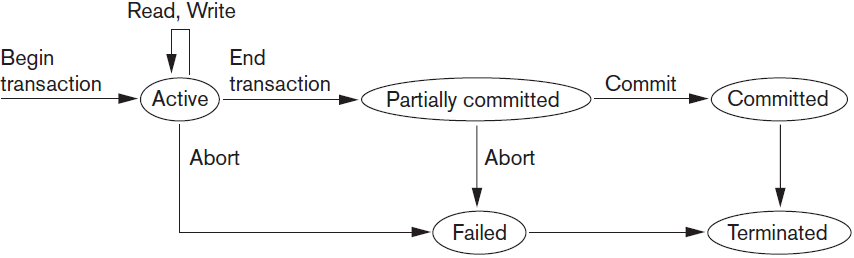 Read, Write
Begin
transaction
End
transaction
Active
Partially committed
Commit
Committed
Abort
Abort
Failed
Terminated